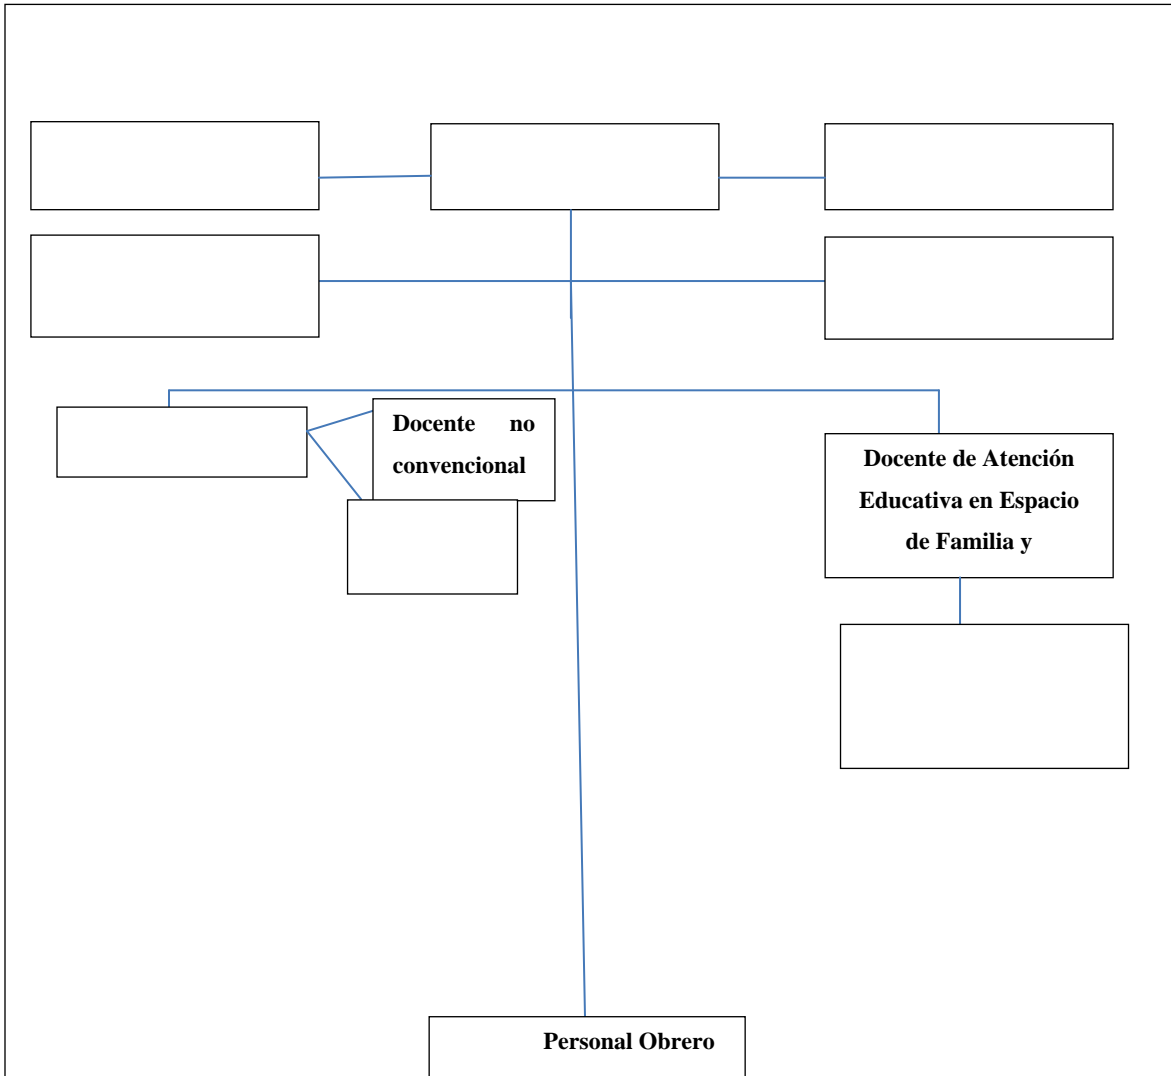 Docente no
convencional
Docente de Atención
Educativa en Espacio
de Familia y
Personal Obrero